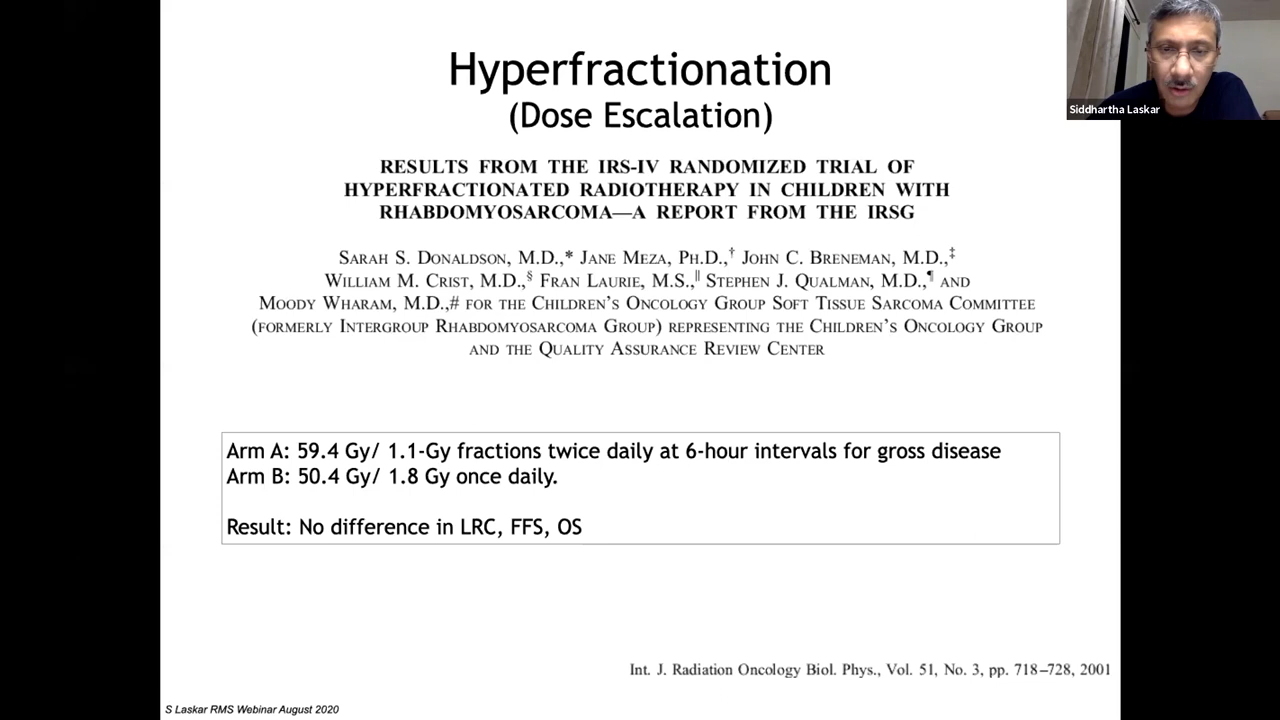 Hyperfractionation
(Dose Escalation)
RESULTS FROM THE IRS-IV RANDOMIZED TRIAL OF
HYPERFRACTIONATED RADIOTHERAPY IN CHILDREN WITH
RHABDOMYOSARCOMA—A REPORT FROM THE IRSG
SARAH S. DONALDSON, M.D.,* JANE MEZA, PH.D.,† JOHN C. BRENEMAN, M.D.,‡
WILLIAM M. CRIST, M.D.,§ FRAN LAURIE, M.S.,‖ STEPHEN J. QUALMAN, M.D.,¶ AND
MOODY WHARAM, M.D.,# FOR THE CHILDREN'S ONCOLOGY GROUP SOFT TISSUE SARCOMA COMMITTEE
(FORMERLY INTERGROUP RHABDOMYOSARCOMA GROUP) REPRESENTING THE CHILDREN'S ONCOLOGY GROUP
AND THE QUALITY ASSURANCE REVIEW CENTER
Arm A: 59.4 Gy/ 1.1-Gy fractions twice daily at 6-hour intervals for gross disease
Arm B: 50.4 Gy/ 1.8 Gy once daily.
Result: No difference in LRC, FFS, OS
Int. J. Radiation Oncology Biol. Phys., Vol. 51, No. 3, pp. 718–728, 2001
S Laskar RMS Webinar August 2020
Siddhartha Laskar